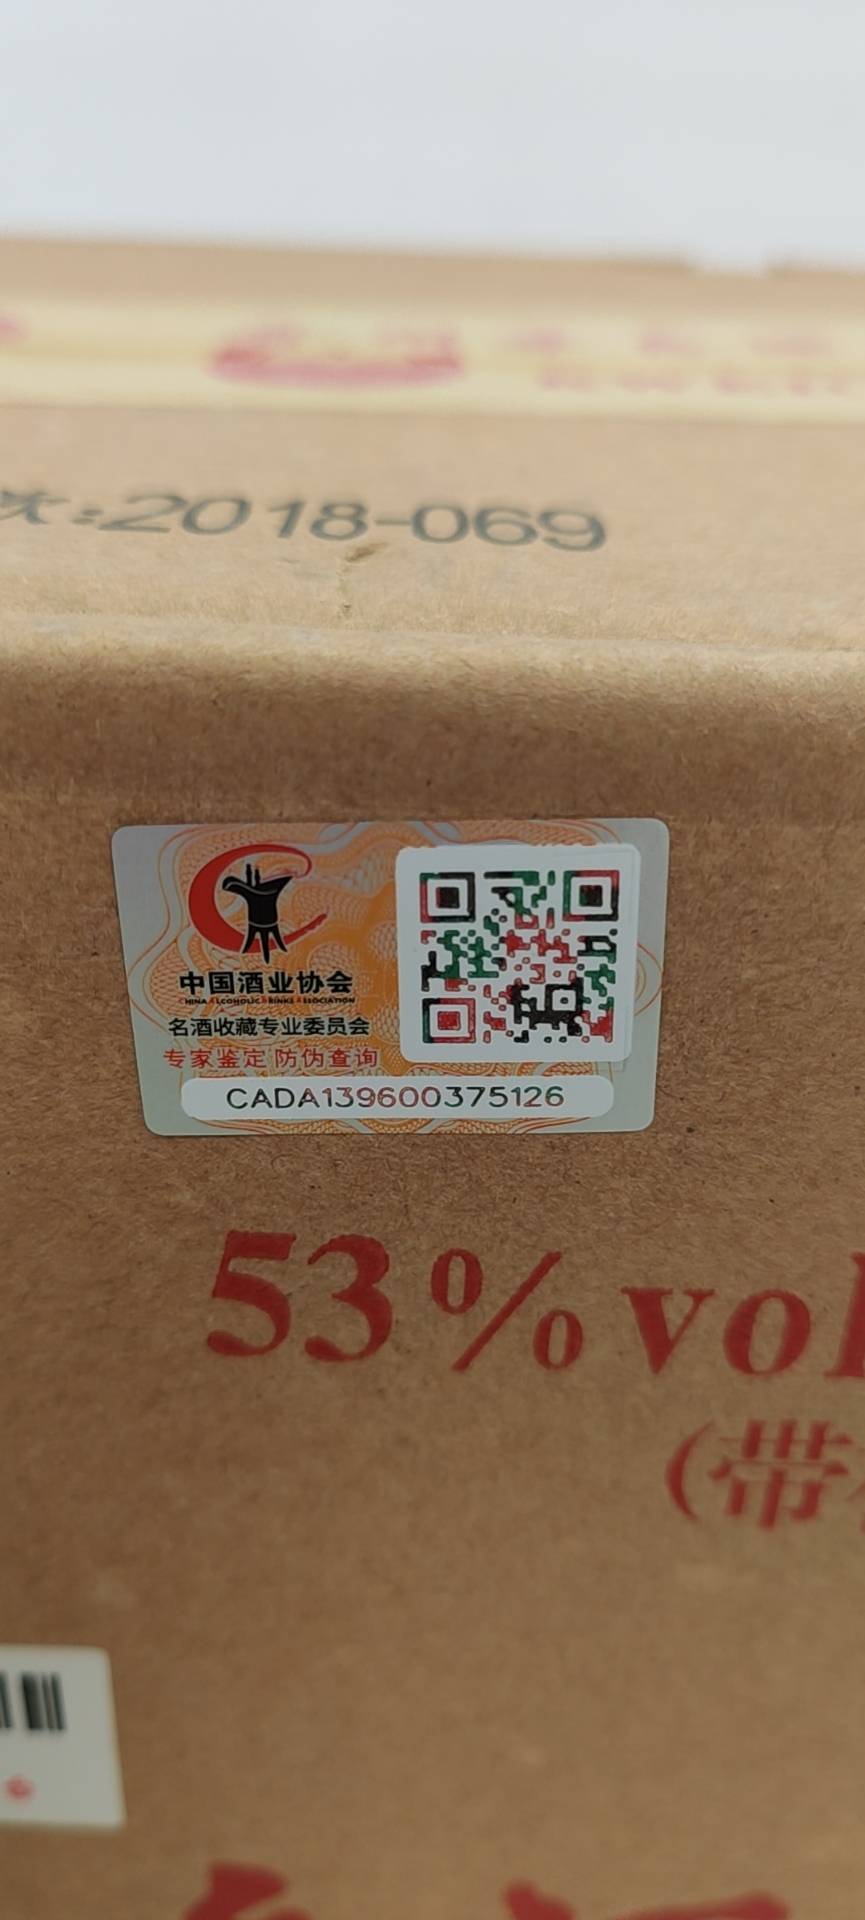 :2018-069
中国酒业协会
CHINA ALCOHOLIC DRINKS ASSOCIATION
名酒收藏专业委员会
专家鉴定 防伪查询
CADA139600375126
53%vol
(带